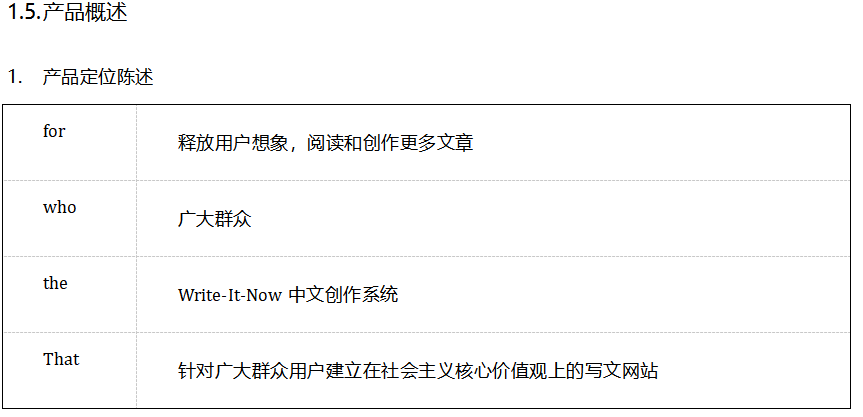 1.5.产品概述
1. 产品定位陈述
for
释放用户想象，阅读和创作更多文章
who
广大群众
the
Write-It-Now 中文创作系统
That
针对广大群众用户建立在社会主义核心价值观上的写文网站